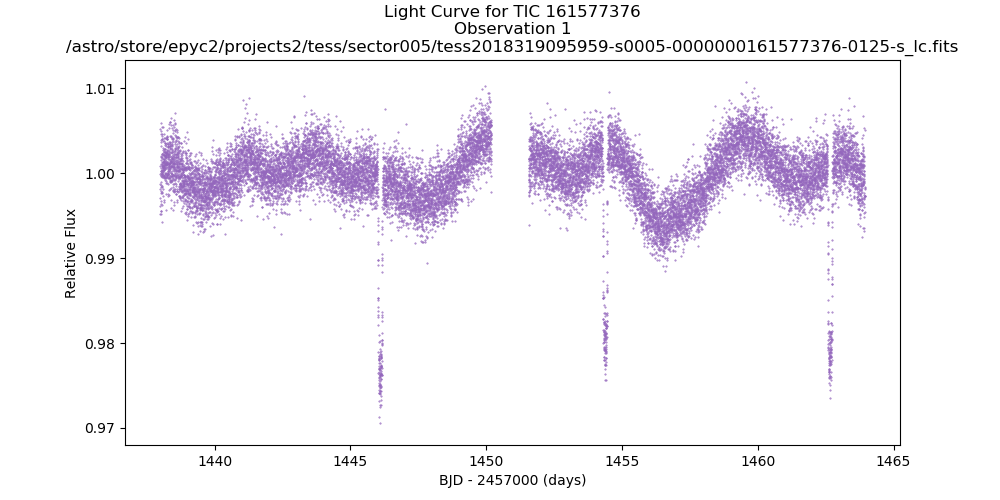 Light Curve for TIC 161577376
Observation 1
/astro/store/epyc2/projects2/tess/sector005/tess2018319095959-s0005-0000000161577376-0125-s_lc.fits
1.01
1.00
0.99
0.98
0.97
Relative Flux
1440
1445
1450
1455
1460
1465
BJD - 2457000 (days)